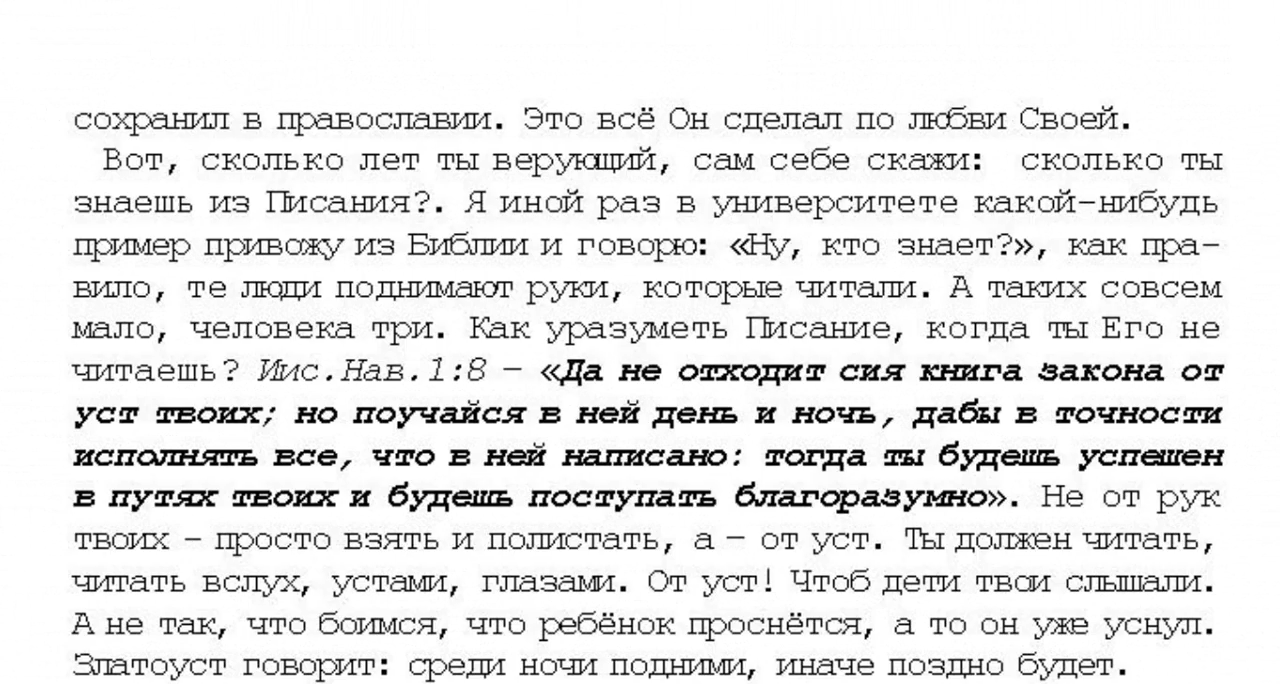 сохранил в православии. Это всё Он сделал по любви Своей.
Вот, сколько лет ты верующий, сам себе скажи: сколько ты
знаешь из Писания?. Я иной раз в университете какой-нибудь
пример привожу из Библии и говорю: «Ну, кто знает?», как пра-
вило, те люди поднимают руки, которые читали. А таких совсем
мало, человека три. Как уразуметь Писание, когда ты Его не
читаешь? Иис.Нав.1:8 – «Да не отходит сия книга закона от
уст твоих; но поучайся в ней день и ночь, дабы в точности
исполнять все, что в ней написано: тогда ты будешь успешен
в путях твоих и будешь поступать благоразумно». Не от рук
твоих – просто взять и полистать, а – от уст. Ты должен читать,
читать вслух, устами, глазами. От уст! Чтоб дети твои слышали.
А не так, что боимся, что ребёнок проснётся, а то он уже уснул.
Златоуст говорит: среди ночи подними, иначе поздно будет.